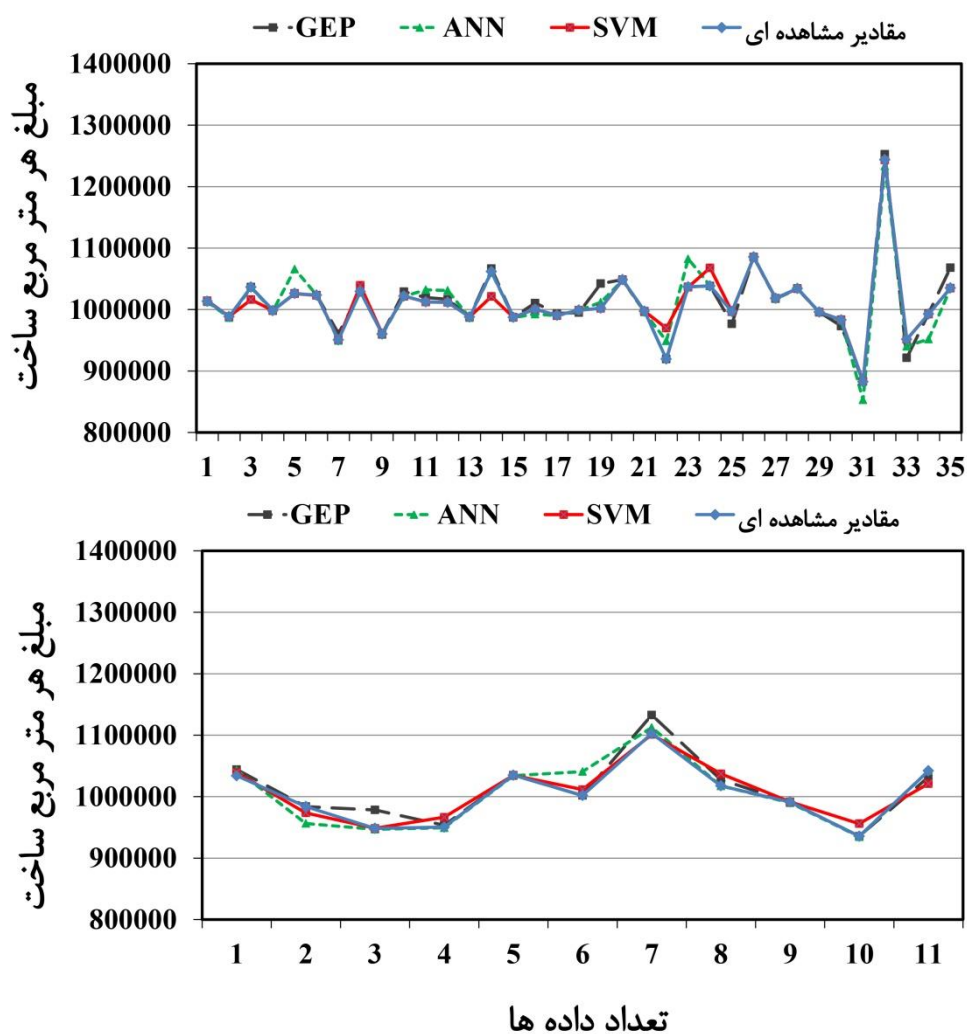 GEP ANN SVM مقادیر مشاهده ای
مبلغ هر متر مربع ساخت
1400000
1300000
1200000
1100000
1000000
900000
800000
1 3 5 7 9 11 13 15 17 19 21 23 25 27 29 31 33 35
GEP ANN SVM مقادیر مشاهده ای
مبلغ هر متر مربع ساخت
1400000
1300000
1200000
1100000
1000000
900000
800000
1 2 3 4 5 6 7 8 9 10 11
تعداد داده ها